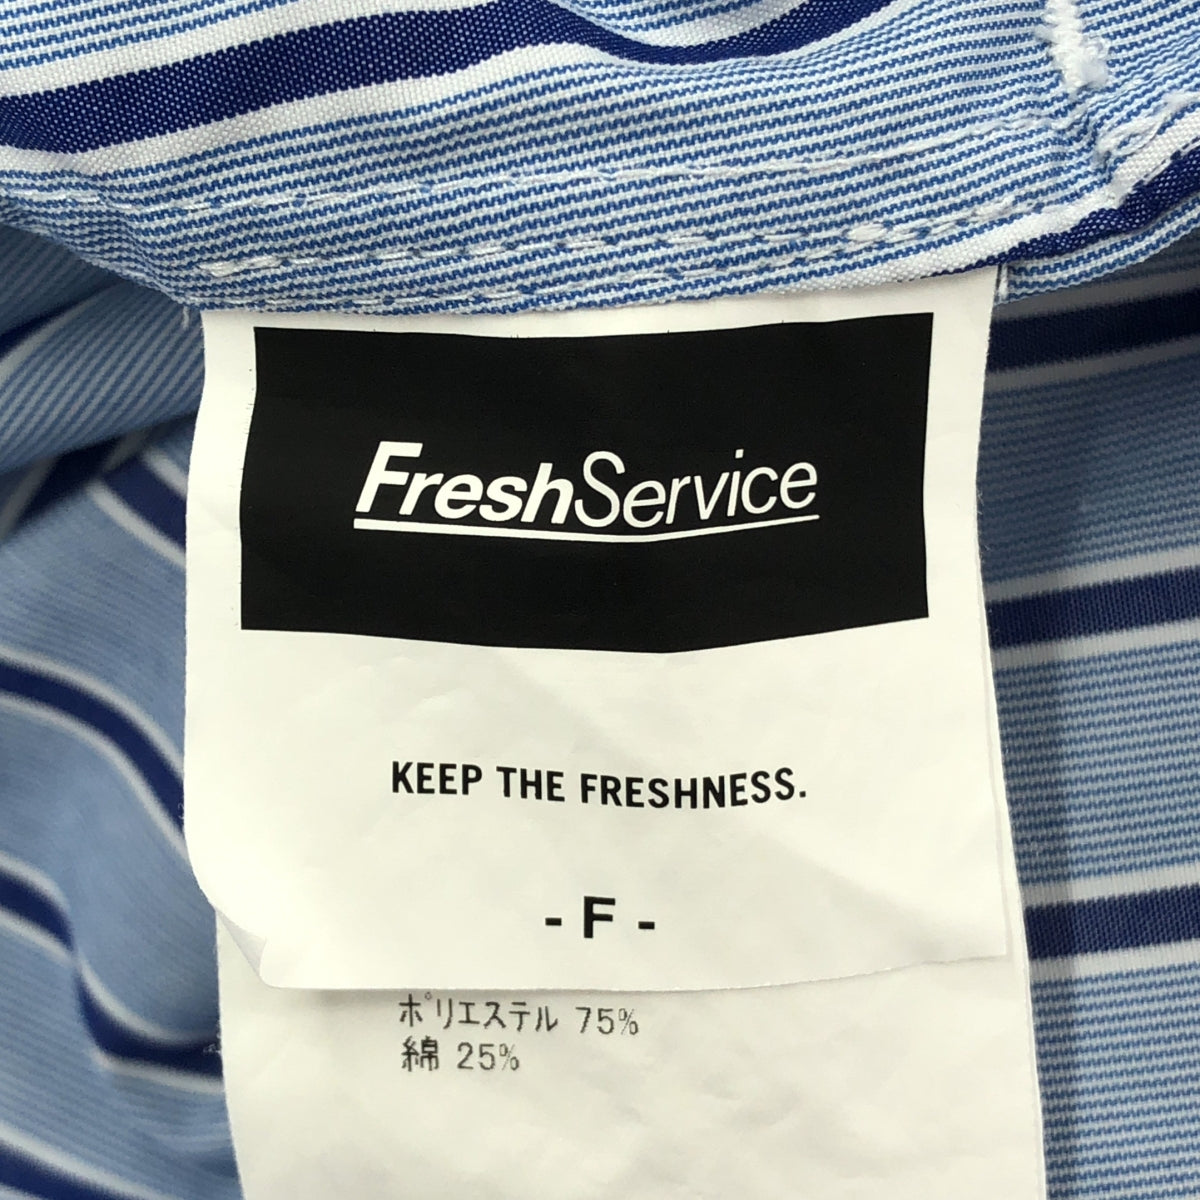 FreshService
KEEP THE FRESHNESS.
- F -
ポリエステル 75%
綿 25%